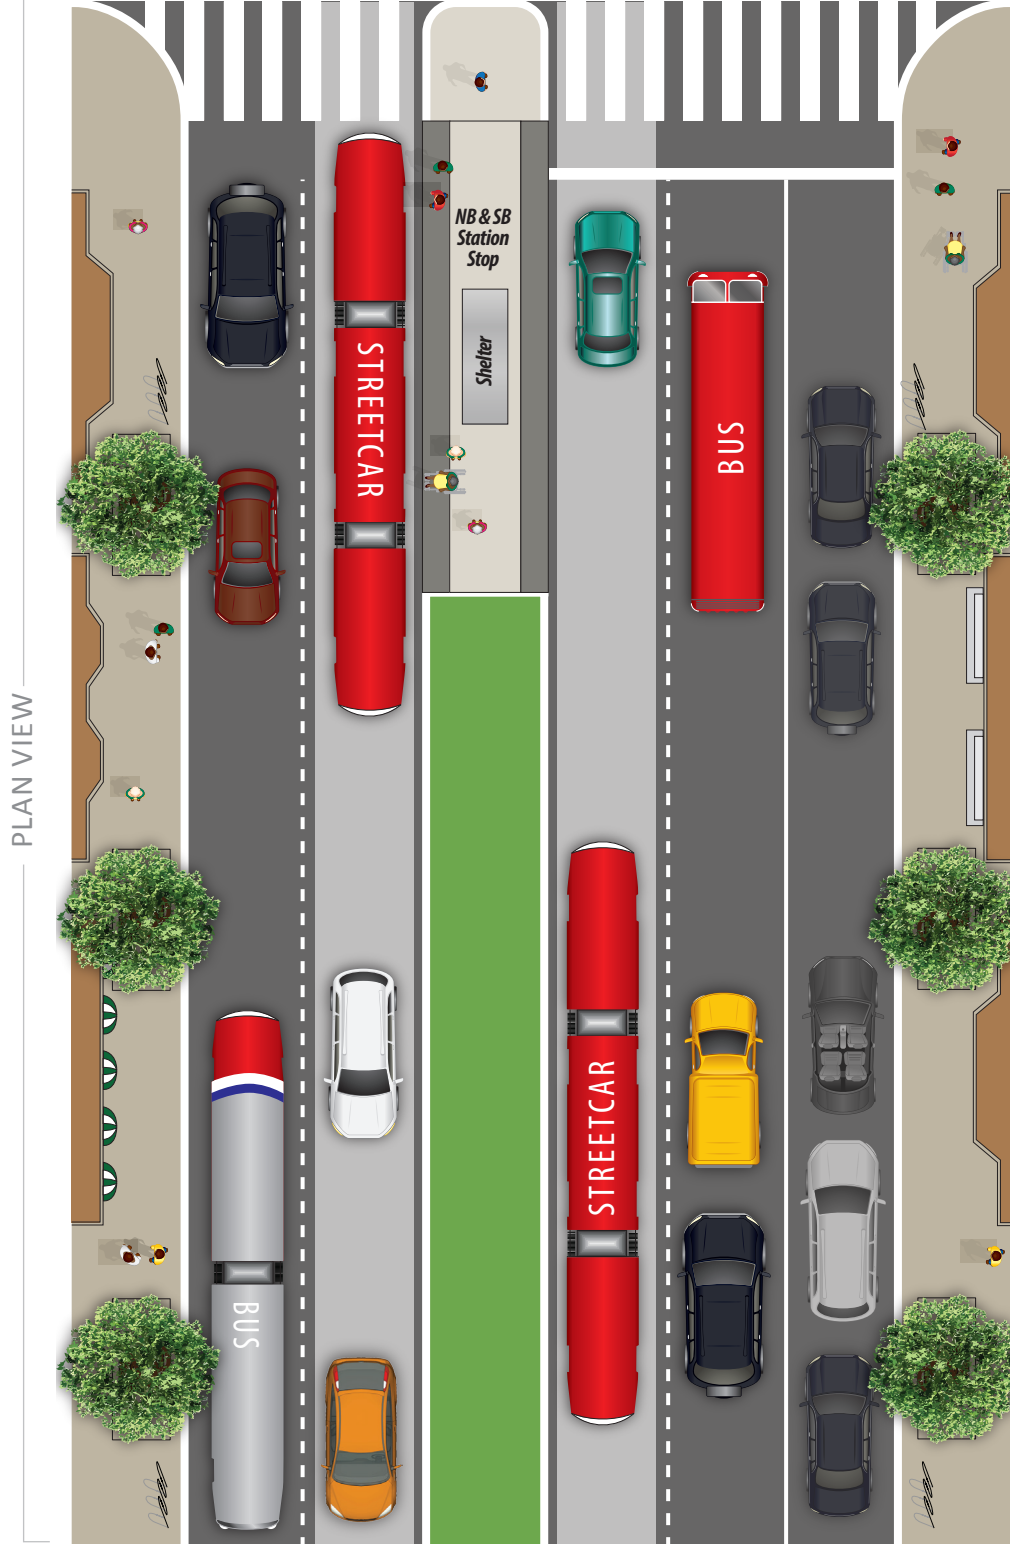 PLAN VIEW
NB & SB
Station
Stop
Shelter
STREETCAR
BUS
STREETCAR
BUS